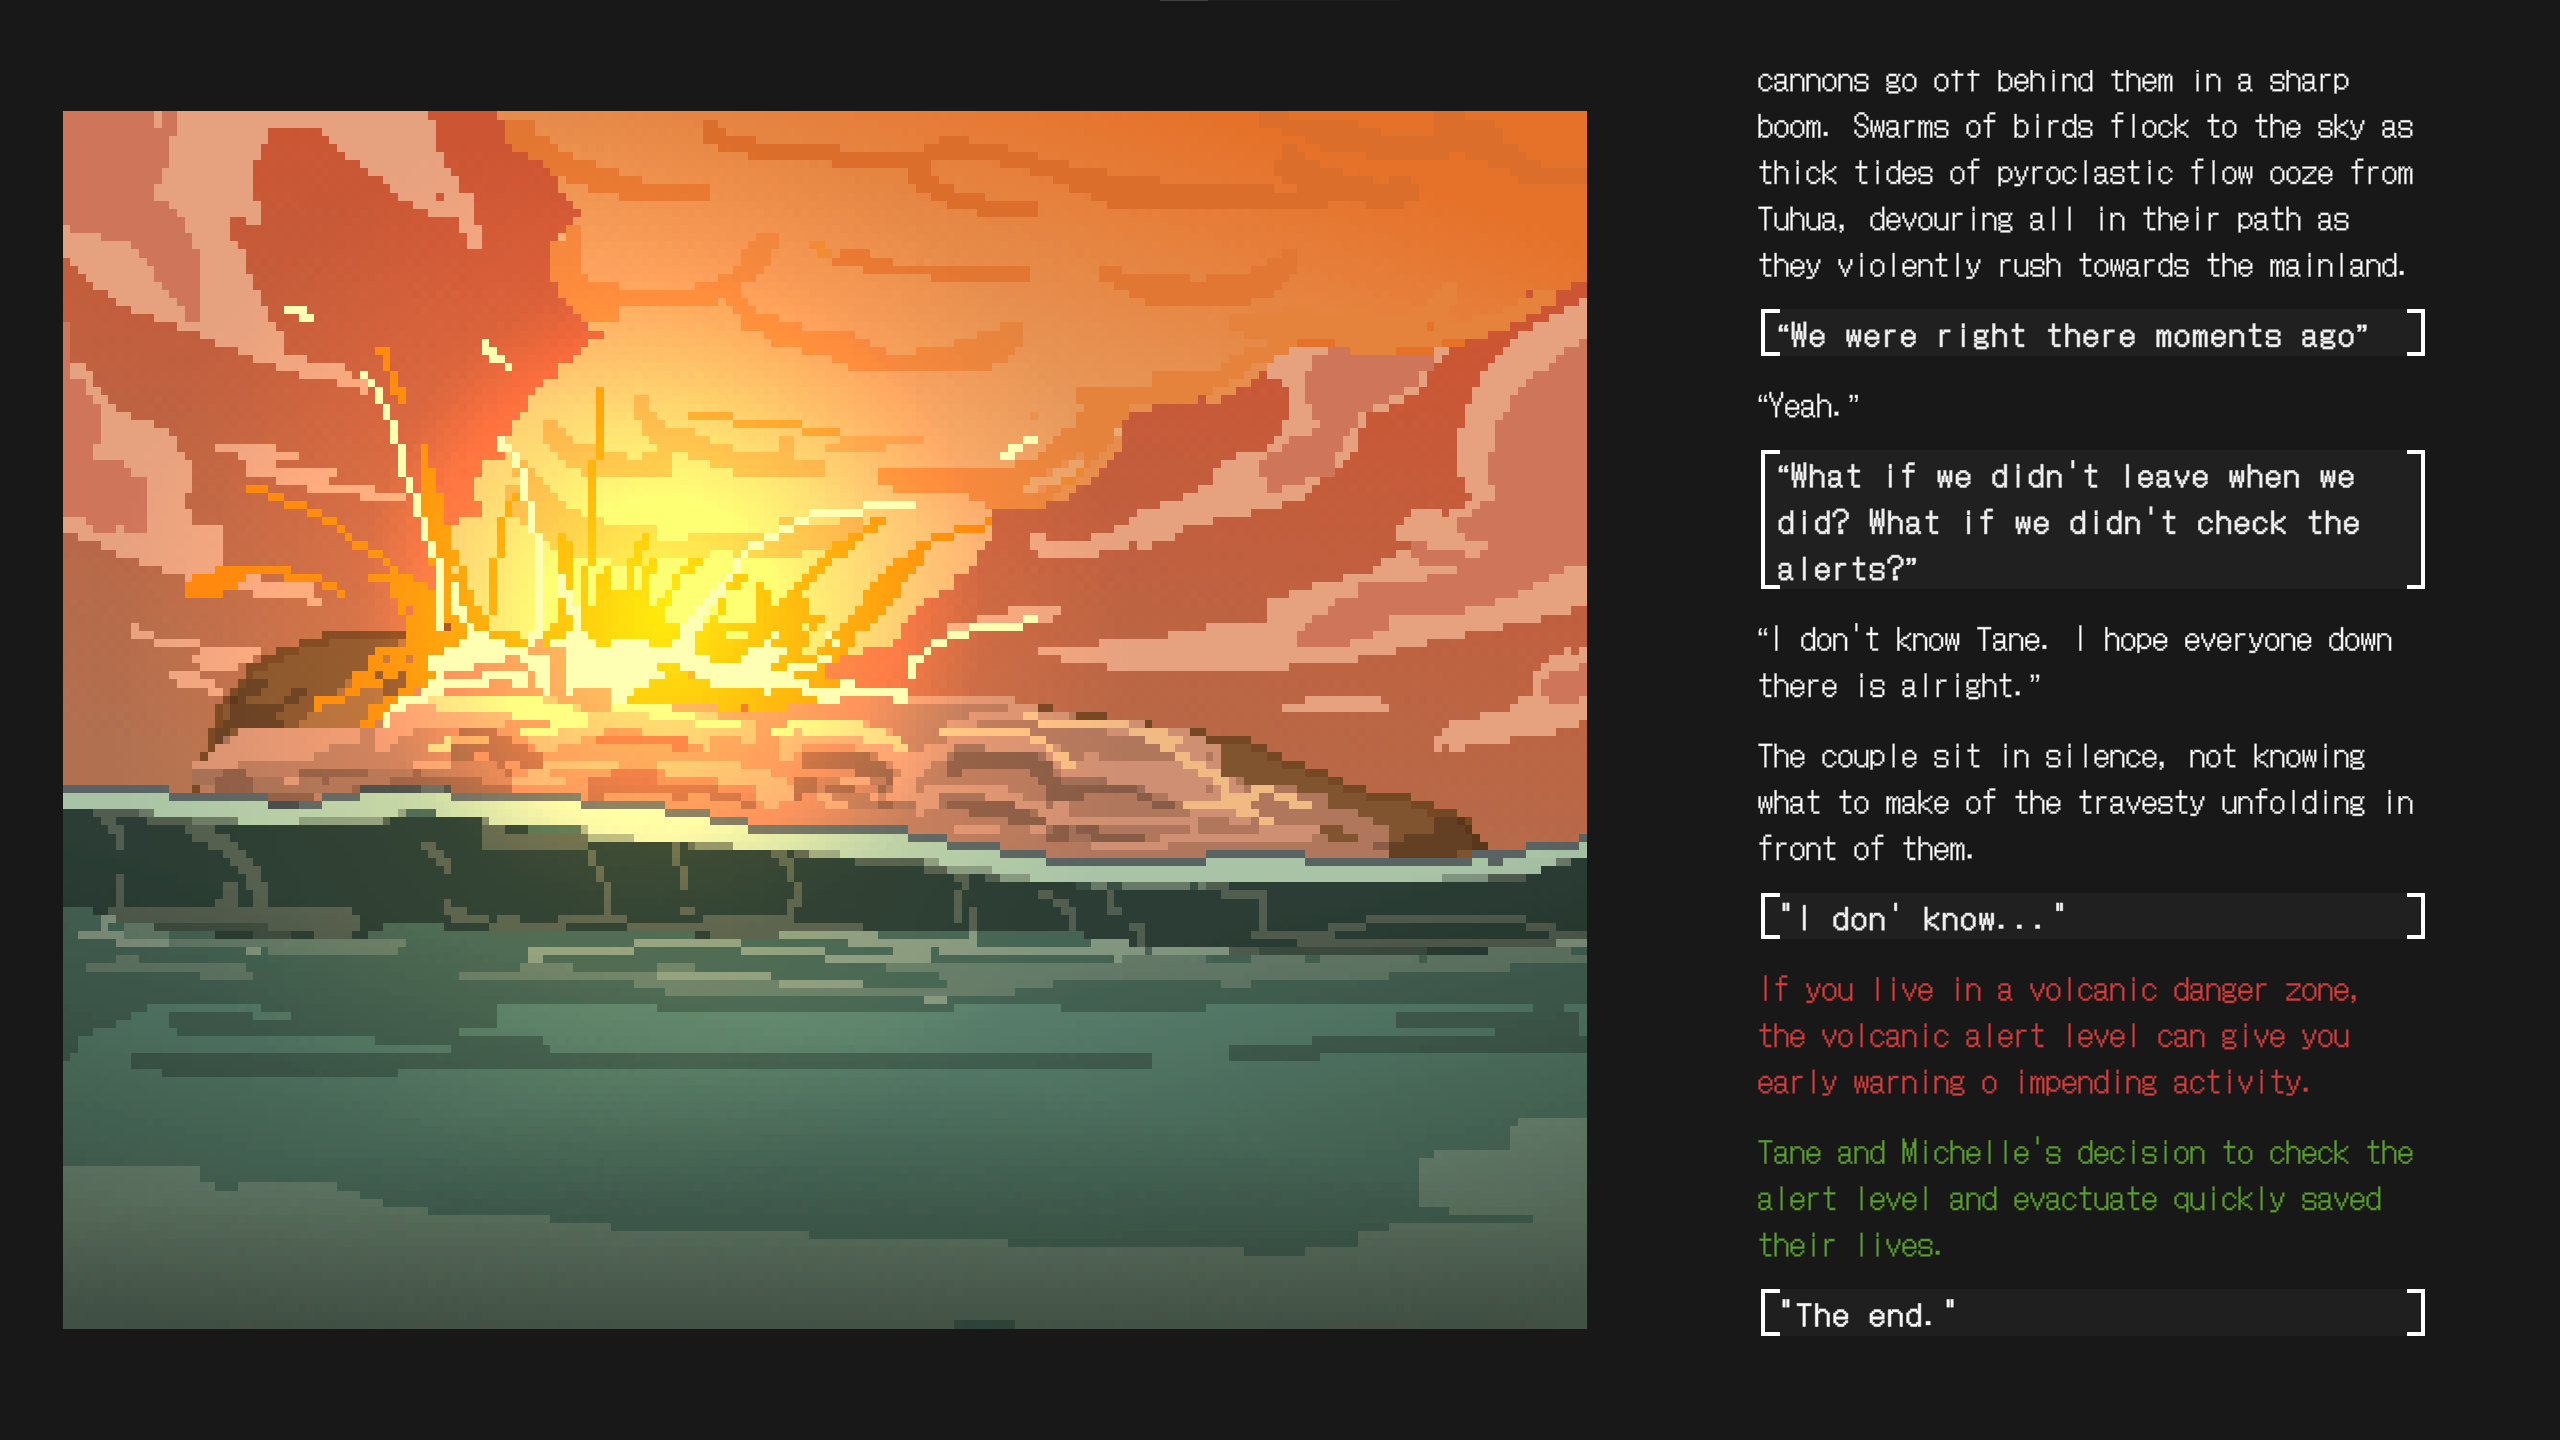 cannons go off behind them in a sharp
boom. Swarms of birds flock to the sky as
thick tides of pyroclastic flow ooze from
Tuhua, devouring all in their path as
they violently rush towards the mainland.
“We were right there moments ago”
“Yeah.”
“What if we didn't leave when we
did? What if we didn't check the
alerts?”
“I don't know Tane. I hope everyone down
there is alright.”
The couple sit in silence, not knowing
what to make of the travesty unfolding in
front of them.
"I don' know..."
If you live in a volcanic danger zone,
the volcanic alert level can give you
early warning o impending activity.
Tane and Michelle's decision to check the
alert level and evactuate quickly saved
their lives.
"The end."